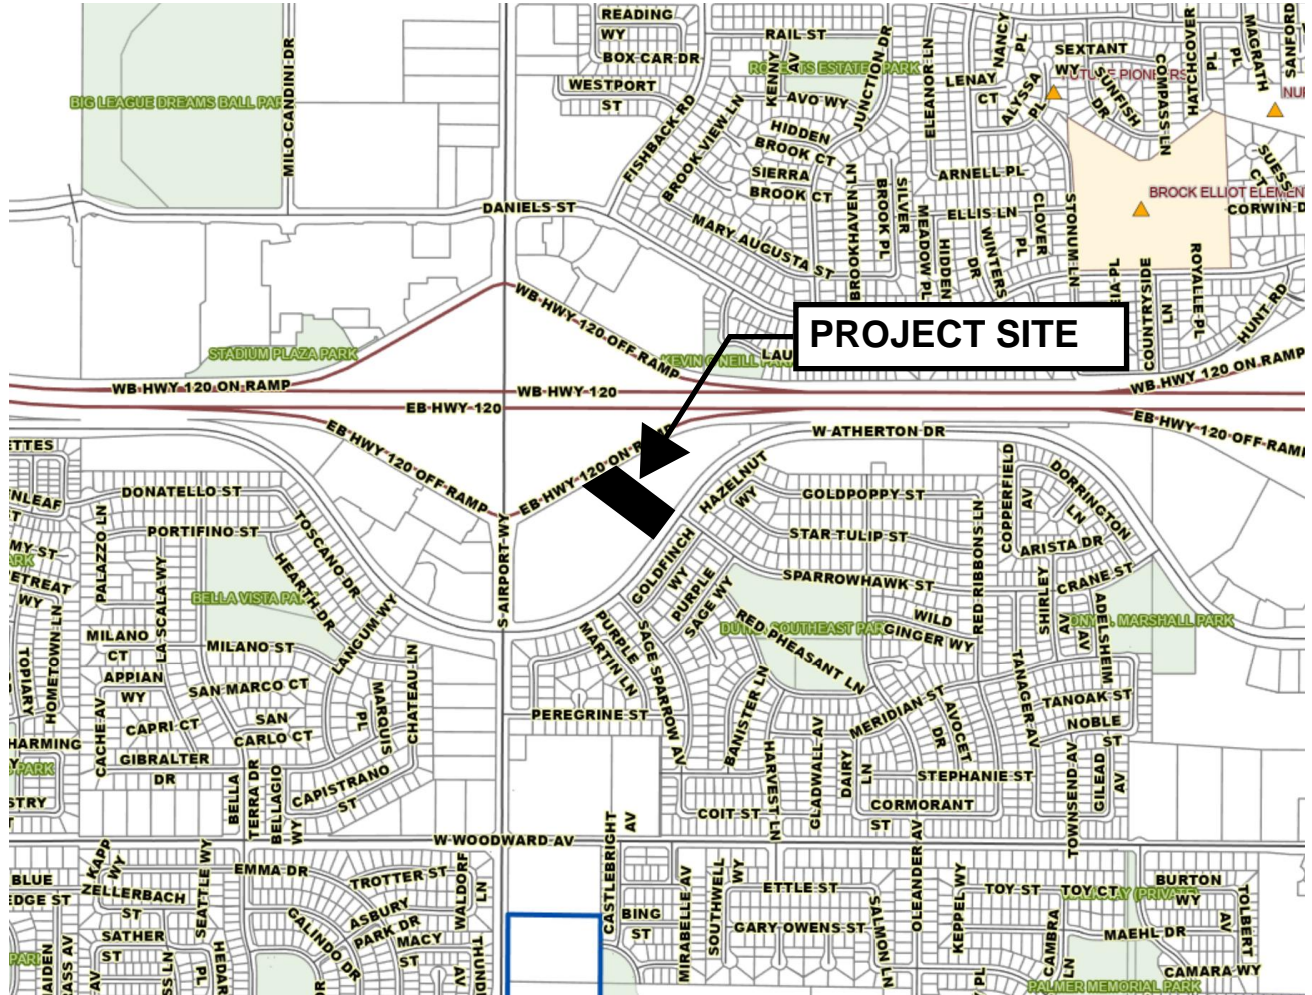 READING
WY
BOX CAR DR
WESTPORT
ST
RAIL ST
KENNY
AV
AVO WY
JUNCTION DR
ELEANOR LN
NANCY
PL
LENAY
CT
ALYSSA
PL
SEXTANT
WY
SUNFISH
DR
COMPASS LN
HATCHCOVER
PL
MAGRATH
PL
SANFORD
BIG LEAGUE DREAMS BALL PAR
MILO CANDINI DR
FISHBACK RD
BROOK VIEW LN
HIDDEN
BROOK CT
SIERRA
BROOK CT
BROOKHAVEN LN
BROOK PL
SILVER
ARNELL PL
ELLIS LN
MEADOW PL
HIDDEN
WINTERS
DR
CLOVER
PL
STONUM LN
BROCK ELLIOT ELEMEN
SUESS
CT
CORWIN D
DANIELS ST
MARY AUGUSTA ST
COUNTRYSIDE
LN
ROYALLE PL
HUNT RD
PROJECT SITE
STADIUM PLAZA PARK
WB HWY 120 OFF RAMP
LAU
WB HWY 120 ON RAMP
WB HWY 120
WB HWY 120 ON RAMP
EB HWY 120
EB HWY 120 OFF RAMP
EB HWY 120 OFF RAMP
EB HWY 120 ON RAMP
W ATHERTON DR
S AIRPORT WY
DONATELLO ST
PORTIFINO ST
PALAZZO LN
LA SCALA WY
TOSCANO DR
HEARTH DR
BELLA VISTA PAR
LANGUM WY
MILANO
CT
MILANO ST
APPIAN
WY
SAN MARCO CT
CAPRI CT
SAN
CARLO CT
GIBRALTER
DR
CACHE AV
HOMETOWN LN
TOPIARY
ETREAT
WY
HARMING
MARQUIS
PL
CHATEAU LN
CAPISTRANO
ST
BELLA
TERRA DR
BELLAGIO
WY
HAZELNUT
WY
GOLDPOPPY ST
STAR TULIP ST
SPARROWHAWK ST
GOLDFINCH
WY
PURPLE
SAGE WY
PURPLE
MARTIN LN
SAGE SPARROW AV
RED PHEASANT LN
WILD
GINGER WY
RED RIBBONS LN
COPPERFIELD
AV
DORRINGTON
LN
ARISTA DR
CRANE ST
SHIRLEY
AV
ADELSHEIM
AV
PEREGRINE ST
BANISTER LN
MERIDIAN ST
AVOCET
DR
TANAGER AV
TANOAK ST
NOBLE
ST
HARVEST LN
GLADWALL AV
DAIRY
LN
STEPHANIE ST
CORMORANT
ST
COIT ST
TOWNSEND AV
GILEAD
AV
W WOODWARD AV
CASTLEBRIGHT
AV
KAPP
WY
ZELLERBACH
ST
SEATTLE WY
EMMA DR
TROTTER ST
ASBURY
PARK DR
WALDORF
LN
GALINDO DR
MACY
ST
SATHER
ST
BLUE
EDGE ST
BING
ST
MIRABELLE AV
SOUTHWELL
WY
ETTLE ST
GARY OWENS ST
SALMON LN
OLEANDER AV
KEPPEL WY
TOY ST
TOY CT
BURTON
WY
TOLBERT
AV
MAEHL DR
CAMBRA
LN
CAMARA WY
PALMER MEMORIAL PARK